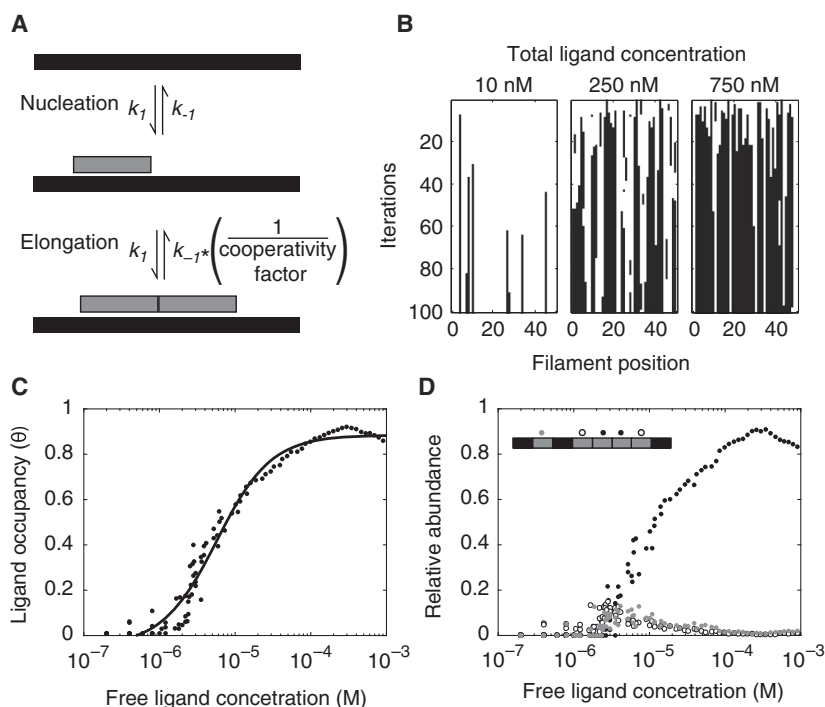 A
Nucleation k1 k-1
Elongation k1 k−1* ( 1 / cooperativity factor )
B
Total ligand concentration
10 nM 250 nM 750 nM
Iterations
20
40
60
80
100
0 20 40 0 20 40 0 20 40
Filament position
C
Ligand occupancy (θ)
1
0.8
0.6
0.4
0.2
0
10−7 10−6 10−5 10−4 10−3
Free ligand concetration (M)
D
Relative abundance
1
0.8
0.6
0.4
0.2
0
10−7 10−6 10−5 10−4 10−3
Free ligand concetration (M)